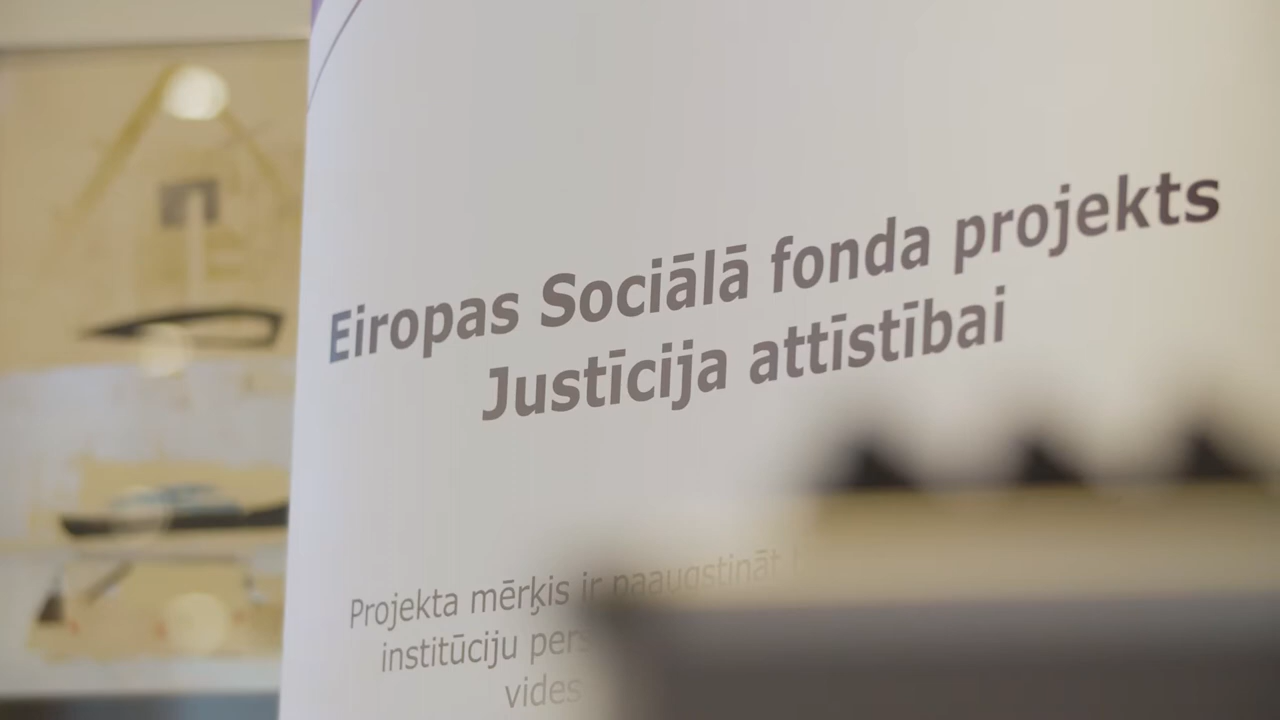 Eiropas Sociālā fonda projekts
Justīcija attīstībai
Projekta mērķis ir paaugstināt
institūciju
vides